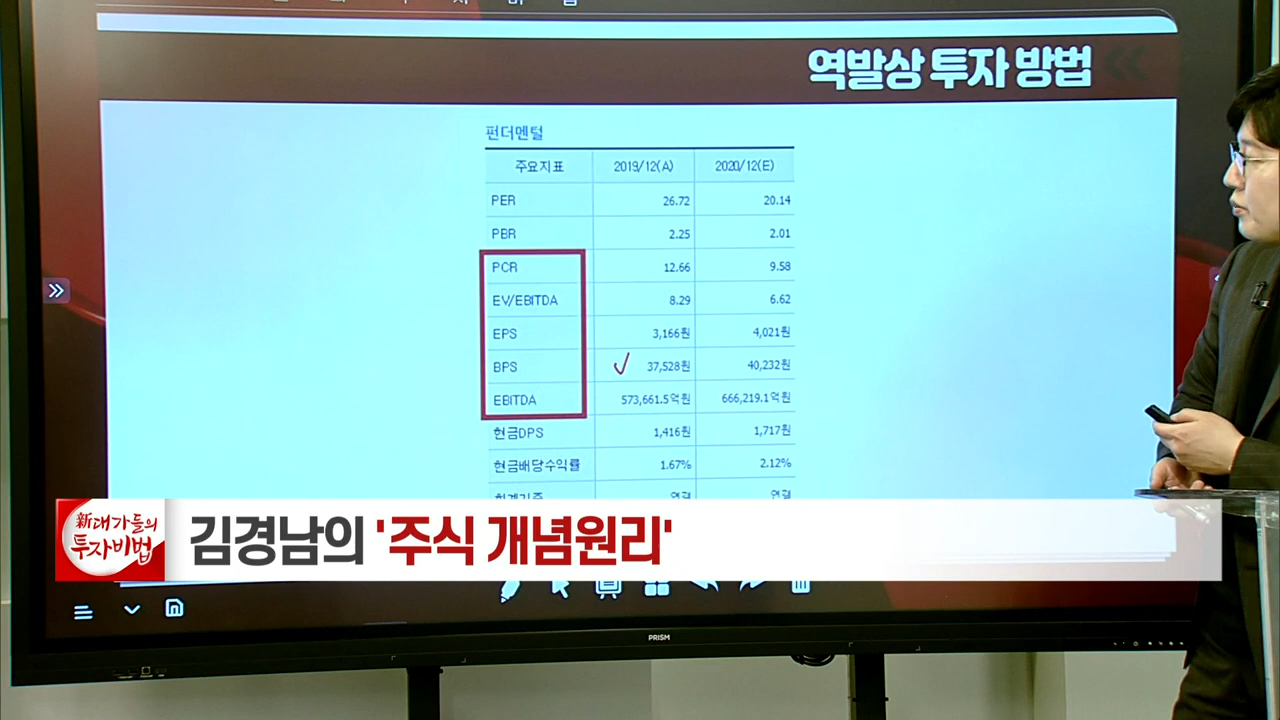 역발상 투자 방법
펀더멘털
주요지표 2019/12(A) 2020/12(E)
PER 26.72 20.14
PBR 2.25 2.01
PCR 12.66 9.58
EV/EBITDA 8.29 6.62
EPS 3,166원 4,021원
BPS 37,528원 40,232원
EBITDA 573,661.5억원 666,219.1억원
현금DPS 1,416원 1,717원
현금배당수익률 1.67% 2.12%
新대가들의
투자비법
김경남의 '주식 개념원리'
PRISM